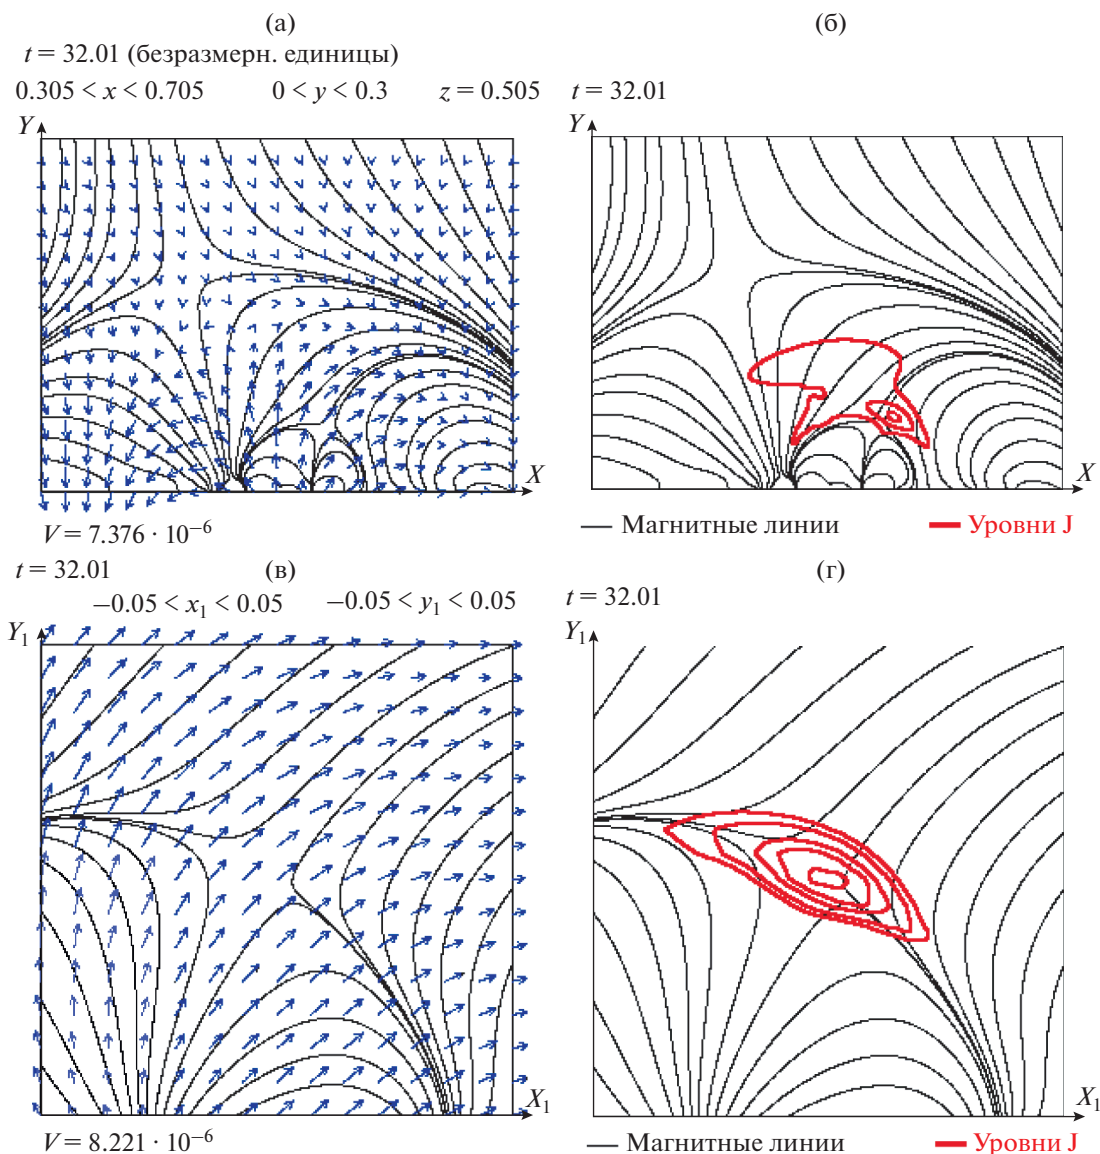 (а)
t = 32.01 (безразмерн. единицы)
0.305 < x < 0.705 0 < y < 0.3 z = 0.505
Y
X
V = 7.376 · 10⁻⁶
(б)
t = 32.01
Y
X
— Магнитные линии — Уровни J
(в)
t = 32.01
−0.05 < x₁ < 0.05 −0.05 < y₁ < 0.05
Y₁
X₁
V = 8.221 · 10⁻⁶
(г)
t = 32.01
Y₁
X₁
— Магнитные линии — Уровни J